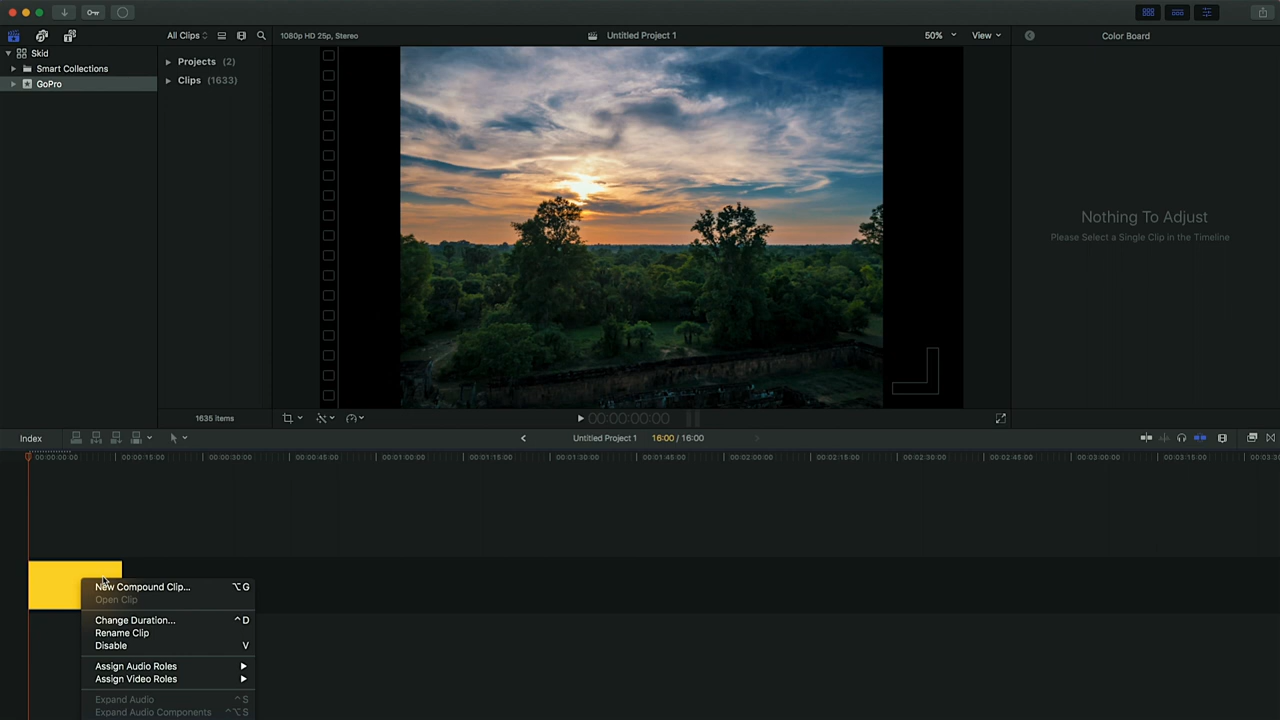 All Clips
1080p HD 25p, Stereo
Untitled Project 1
50%
View
Color Board
Skid
Smart Collections
GoPro
Projects (2)
Clips (1633)
Nothing To Adjust
Please Select a Single Clip in the Timeline
1635 items
00:00:00:00
Index
Untitled Project 1
16:00 / 16:00
00:00:00:00
00:00:15:00
00:00:30:00
00:00:45:00
00:01:00:00
00:01:15:00
00:01:30:00
00:01:45:00
00:02:00:00
00:02:15:00
00:02:30:00
00:02:45:00
00:03:00:00
00:03:15:00
00:03:30
New Compound Clip... ⌥G
Open Clip
Change Duration... ^D
Rename Clip
Disable V
Assign Audio Roles
Assign Video Roles
Expand Audio ^S
Expand Audio Components ^⌥S